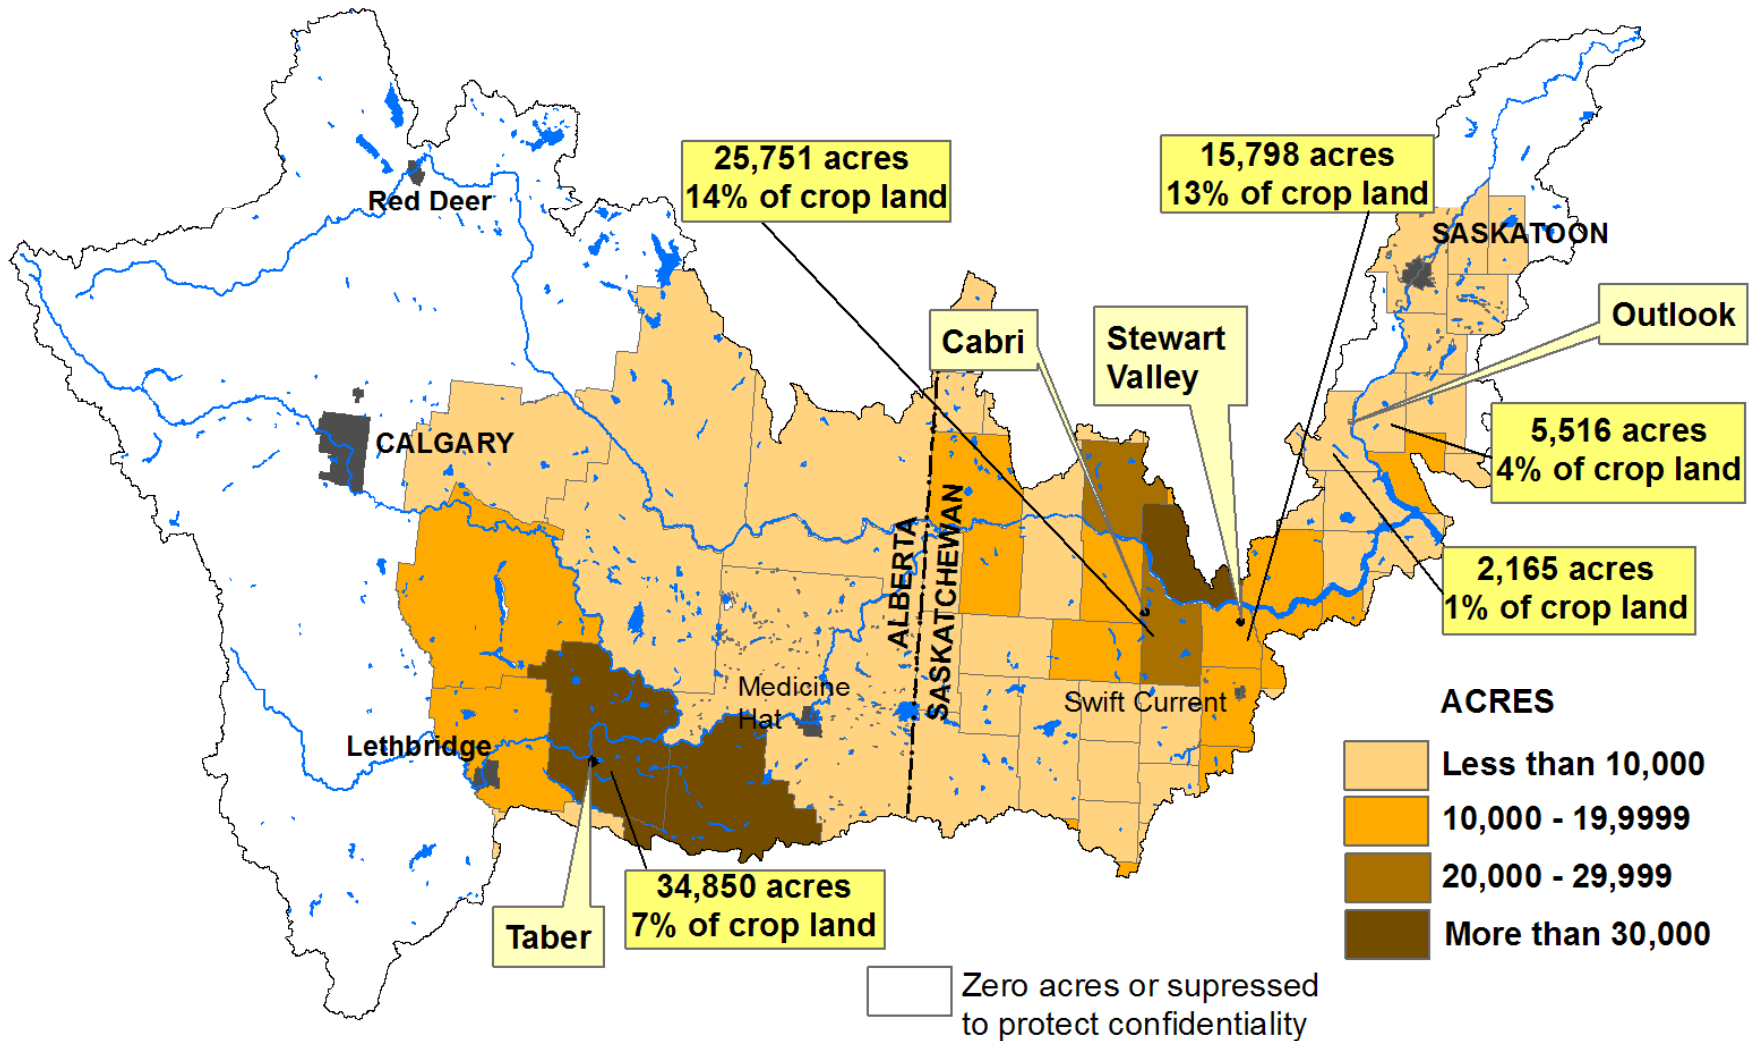 Red Deer
25,751 acres
14% of crop land
15,798 acres
13% of crop land
SASKATOON
Outlook
Cabri
Stewart
Valley
CALGARY
5,516 acres
4% of crop land
ALBERTA
SASKATCHEWAN
2,165 acres
1% of crop land
Medicine
Hat
Swift Current
Lethbridge
34,850 acres
7% of crop land
Taber
ACRES
Less than 10,000
10,000 - 19,9999
20,000 - 29,999
More than 30,000
Zero acres or supressed
to protect confidentiality